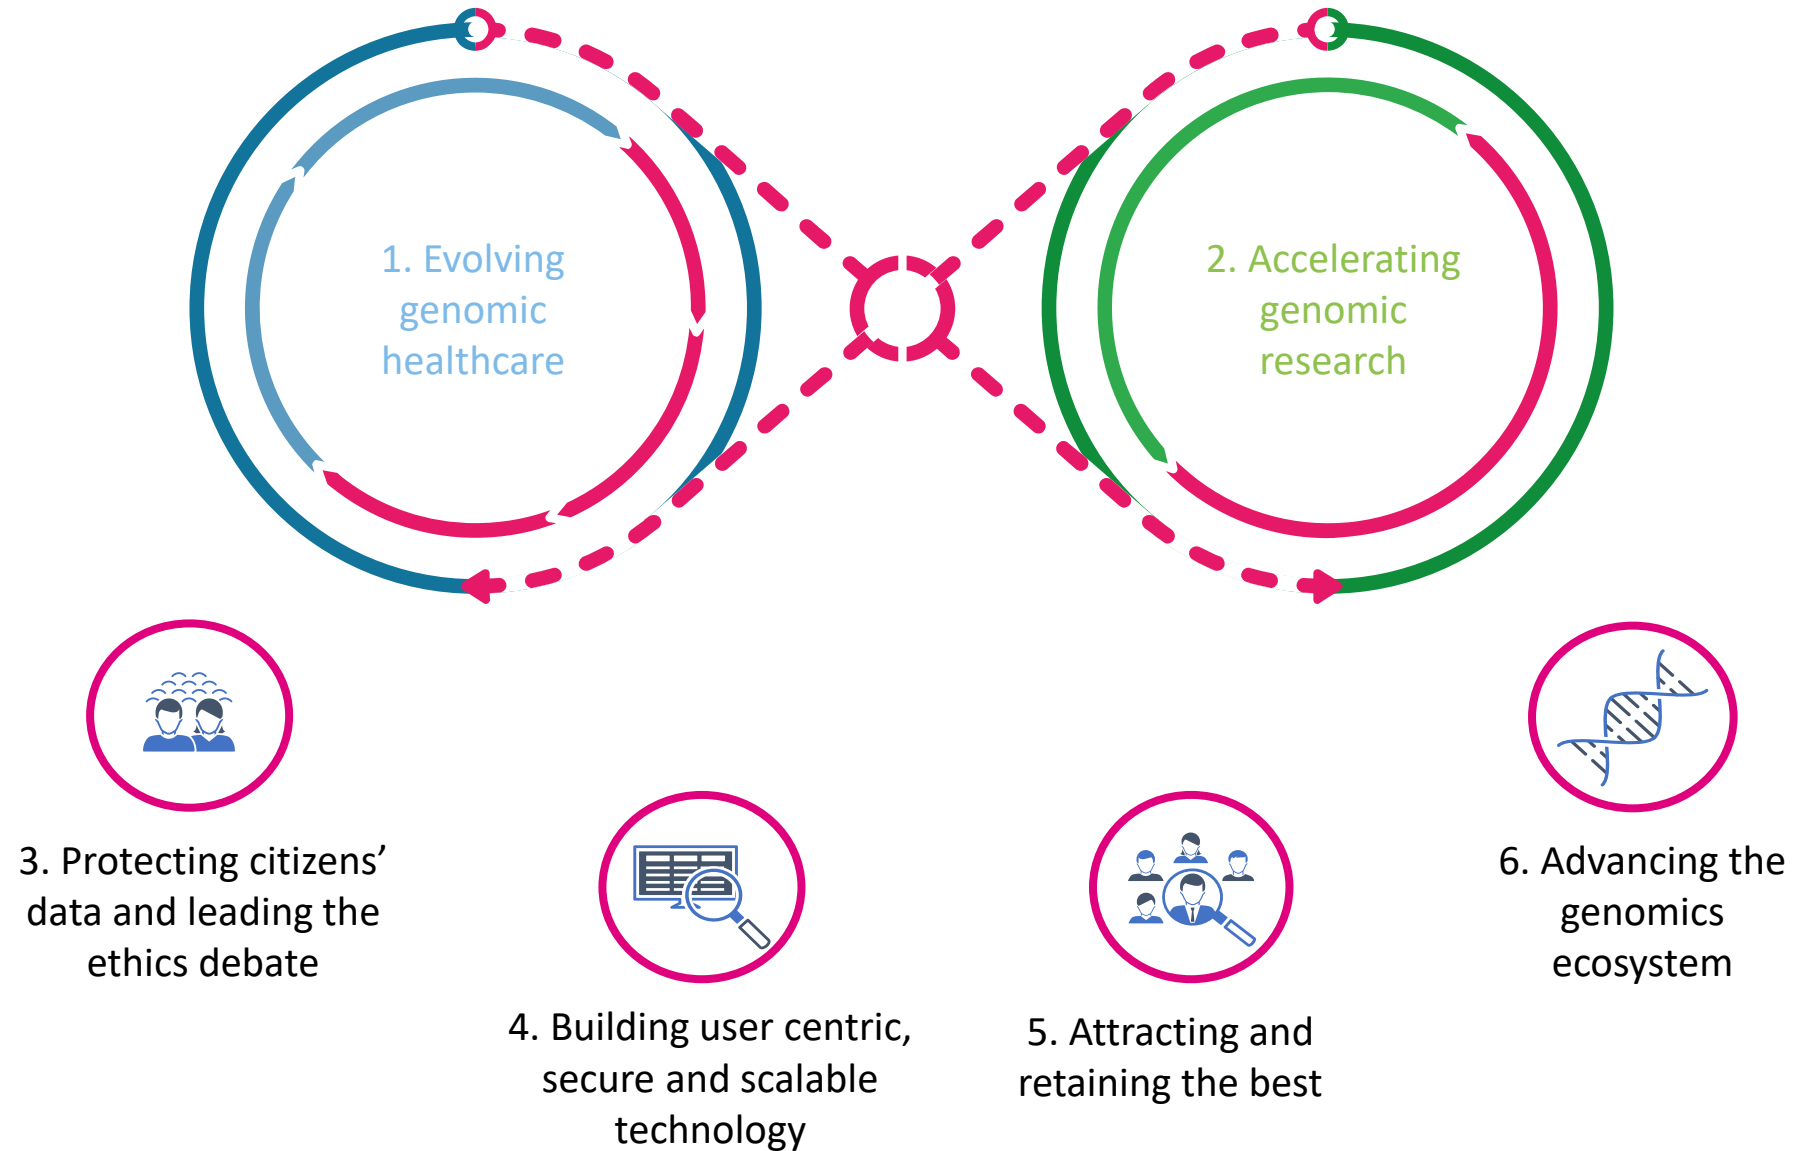 1. Evolving
genomic
healthcare
2. Accelerating
genomic
research
3. Protecting citizens’
data and leading the
ethics debate
4. Building user centric,
secure and scalable
technology
5. Attracting and
retaining the best
6. Advancing the
genomics
ecosystem